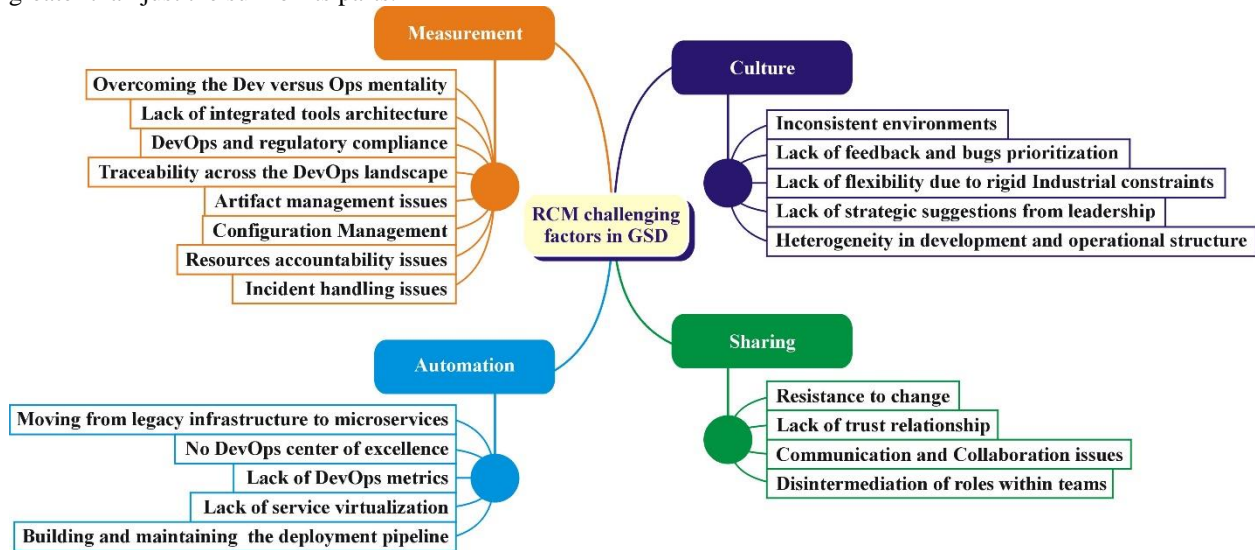 Measurement
Overcoming the Dev versus Ops mentality
Lack of integrated tools architecture
DevOps and regulatory compliance
Traceability across the DevOps landscape
Artifact management issues
Configuration Management
Resources accountability issues
Incident handling issues
Culture
Inconsistent environments
Lack of feedback and bugs prioritization
Lack of flexibility due to rigid Industrial constraints
Lack of strategic suggestions from leadership
Heterogeneity in development and operational structure
RCM challenging
factors in GSD
Automation
Moving from legacy infrastructure to microservices
No DevOps center of excellence
Lack of DevOps metrics
Lack of service virtualization
Building and maintaining the deployment pipeline
Sharing
Resistance to change
Lack of trust relationship
Communication and Collaboration issues
Disintermediation of roles within teams